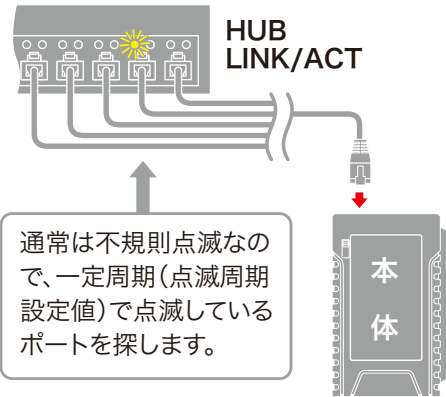 HUB
LINK/ACT
通常は不規則点滅なの
で、一定周期(点滅周期
設定値)で点滅している
ポートを探します。
本
体